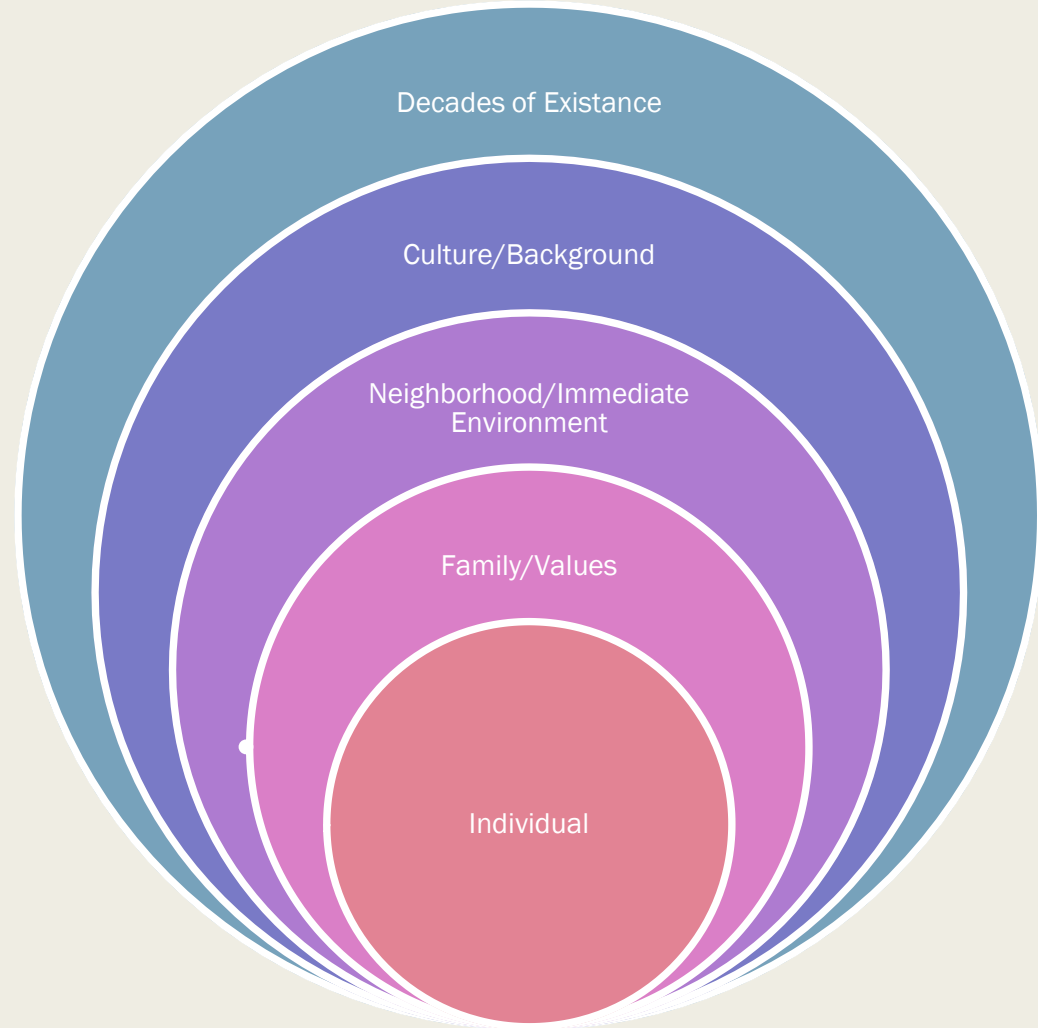 Decades of Existance
Culture/Background
Neighborhood/Immediate
Environment
Family/Values
Individual